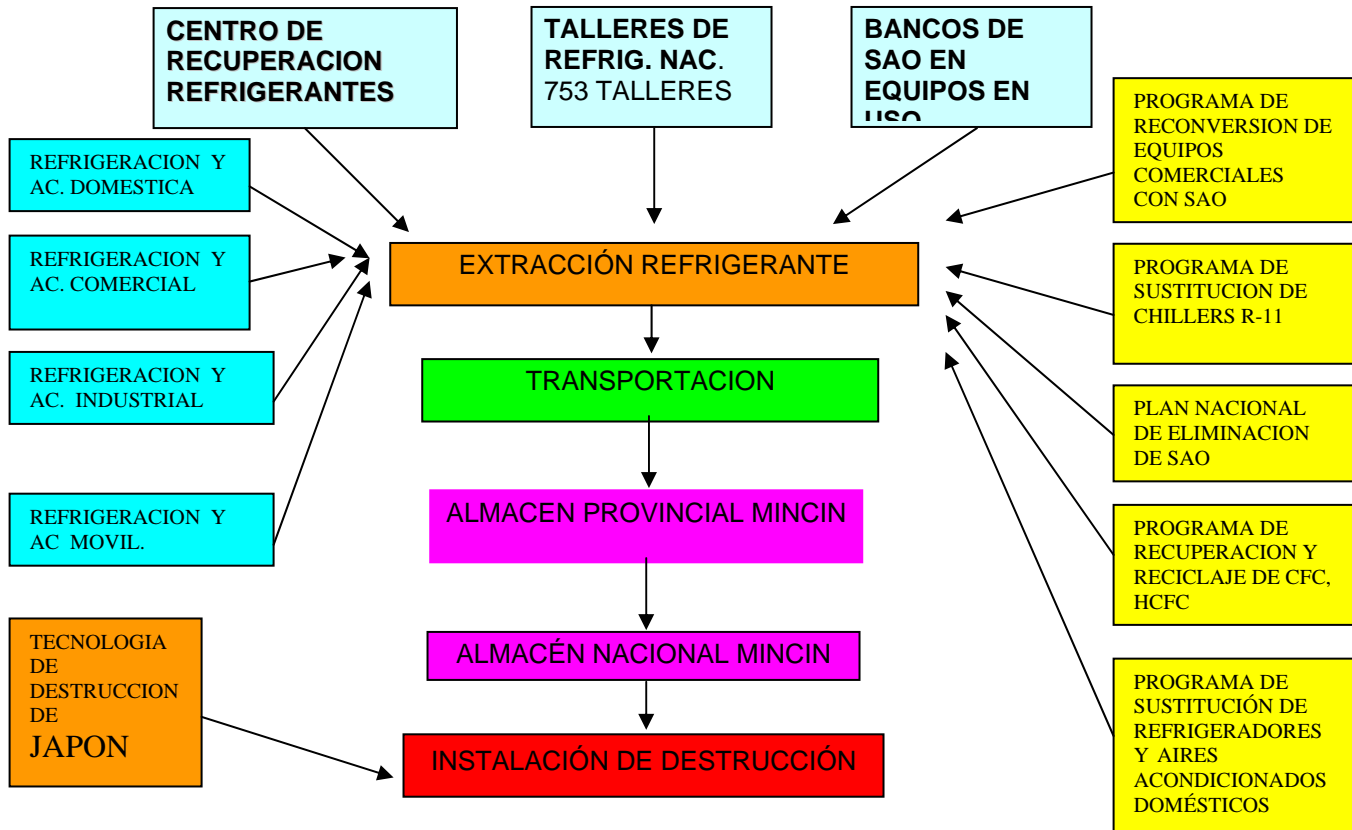 CENTRO DE
RECUPERACION
REFRIGERANTES
TALLERES DE
REFRIG. NAC.
753 TALLERES
BANCOS DE
SAO EN
EQUIPOS EN
USO
REFRIGERACION Y
AC. DOMESTICA
REFRIGERACION Y
AC. COMERCIAL
REFRIGERACION Y
AC. INDUSTRIAL
REFRIGERACION Y
AC MOVIL.
TECNOLOGIA
DE
DESTRUCCION
DE
JAPON
EXTRACCIÓN REFRIGERANTE
TRANSPORTACION
ALMACEN PROVINCIAL MINCIN
ALMACÉN NACIONAL MINCIN
INSTALACIÓN DE DESTRUCCIÓN
PROGRAMA DE
RECONVERSION DE
EQUIPOS
COMERCIALES
CON SAO
PROGRAMA DE
SUSTITUCION DE
CHILLERS R-11
PLAN NACIONAL
DE ELIMINACION
DE SAO
PROGRAMA DE
RECUPERACION Y
RECICLAJE DE CFC,
HCFC
PROGRAMA DE
SUSTITUCIÓN DE
REFRIGERADORES
Y AIRES
ACONDICIONADOS
DOMÉSTICOS